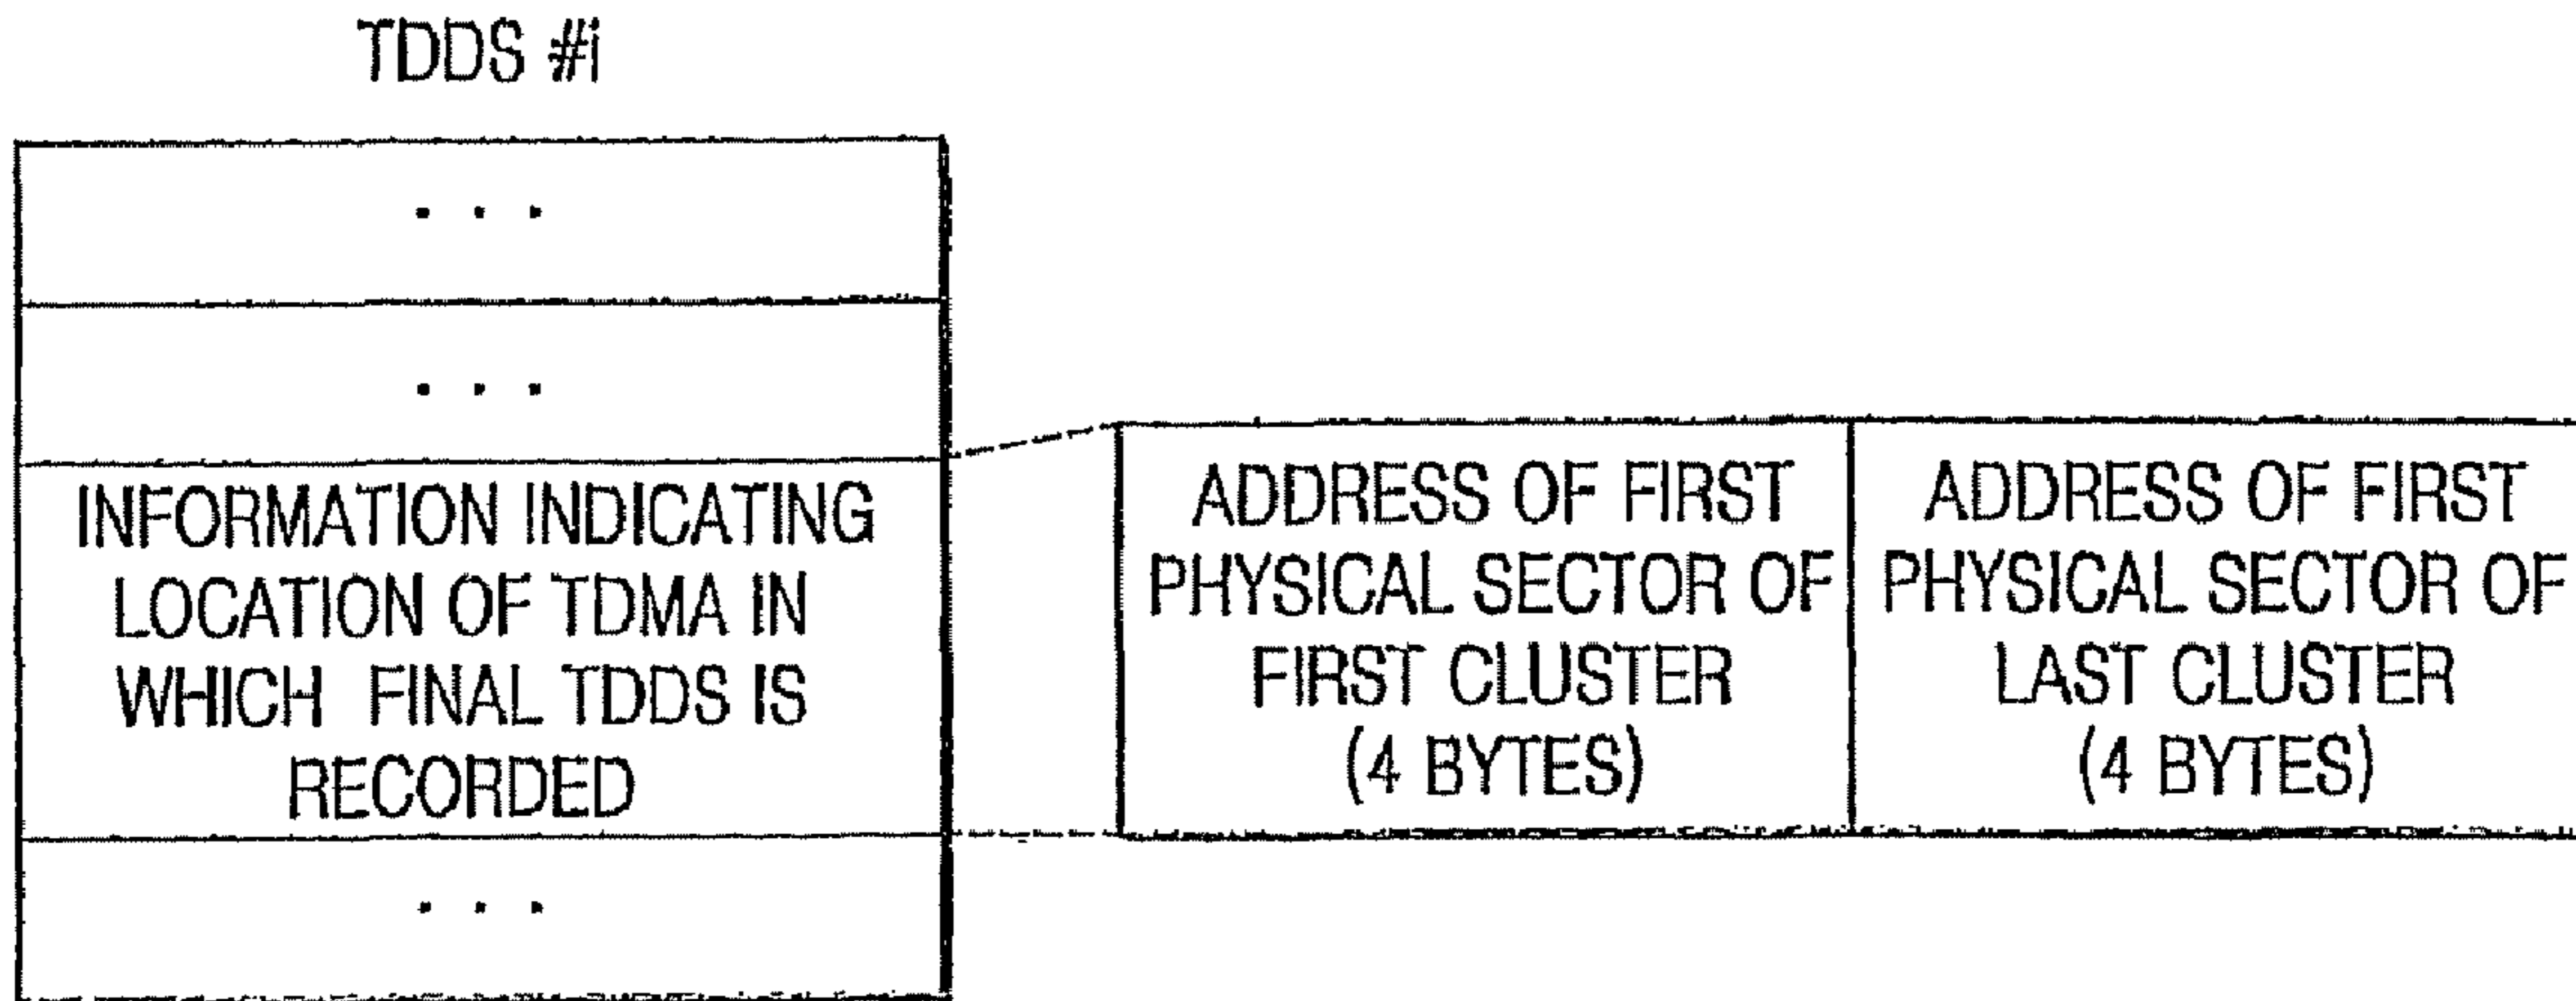 TDDS #i
. . .
. . .
INFORMATION INDICATING
LOCATION OF TDMA IN
WHICH FINAL TDDS IS
RECORDED
. . .
ADDRESS OF FIRST
PHYSICAL SECTOR OF
FIRST CLUSTER
(4 BYTES)
ADDRESS OF FIRST
PHYSICAL SECTOR OF
LAST CLUSTER
(4 BYTES)